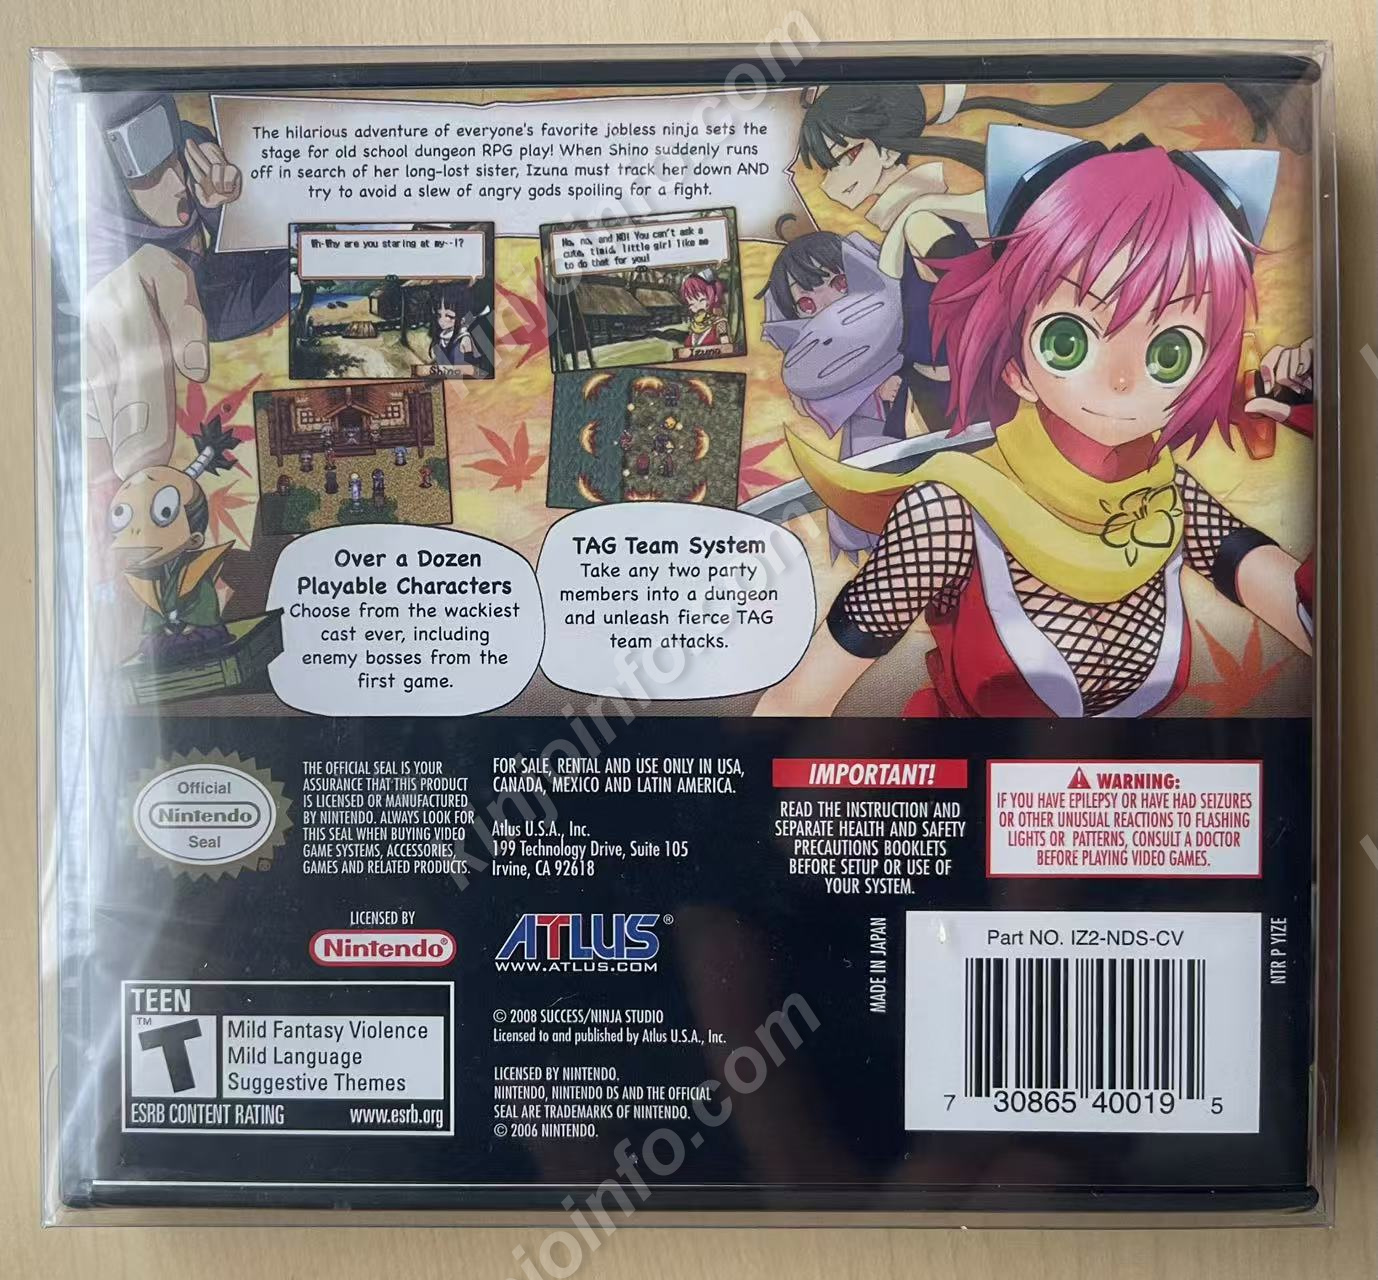 The hilarious adventure of everyone's favorite jobless ninja sets the
stage for old school dungeon RPG play! When Shino suddenly runs
off in search of her long-lost sister, Izuna must track her down AND
try to avoid a slew of angry gods spoiling for a fight.
Wh-Why are you staring at my--!?
Shino
No, no, and NO! You can't ask a
cute, timid, little girl like me
to do that for you!
Izuna
Over a Dozen
Playable Characters
Choose from the wackiest
cast ever, including
enemy bosses from the
first game.
TAG Team System
Take any two party
members into a dungeon
and unleash fierce TAG
team attacks.
Official
Nintendo
Seal
THE OFFICIAL SEAL IS YOUR
ASSURANCE THAT THIS PRODUCT
IS LICENSED OR MANUFACTURED
BY NINTENDO. ALWAYS LOOK FOR
THIS SEAL WHEN BUYING VIDEO
GAME SYSTEMS, ACCESSORIES,
GAMES AND RELATED PRODUCTS.
FOR SALE, RENTAL AND USE ONLY IN USA,
CANADA, MEXICO AND LATIN AMERICA.
Atlus U.S.A., Inc.
199 Technology Drive, Suite 105
Irvine, CA 92618
IMPORTANT!
READ THE INSTRUCTION AND
SEPARATE HEALTH AND SAFETY
PRECAUTIONS BOOKLETS
BEFORE SETUP OR USE OF
YOUR SYSTEM.
WARNING:
IF YOU HAVE EPILEPSY OR HAVE HAD SEIZURES
OR OTHER UNUSUAL REACTIONS TO FLASHING
LIGHTS OR PATTERNS, CONSULT A DOCTOR
BEFORE PLAYING VIDEO GAMES.
LICENSED BY
Nintendo®
ATLUS®
WWW.ATLUS.COM
© 2008 SUCCESS/NINJA STUDIO
Licensed to and published by Atlus U.S.A., Inc.
LICENSED BY NINTENDO.
NINTENDO, NINTENDO DS AND THE OFFICIAL
SEAL ARE TRADEMARKS OF NINTENDO.
© 2006 NINTENDO.
TEEN
TM
T
Mild Fantasy Violence
Mild Language
Suggestive Themes
ESRB CONTENT RATING www.esrb.org
MADE IN JAPAN
Part NO. IZ2-NDS-CV
7 30865 40019 5
NTR P YIZE
kinjoinfo.com
kinjoinfo.com
kinjoinfo.com